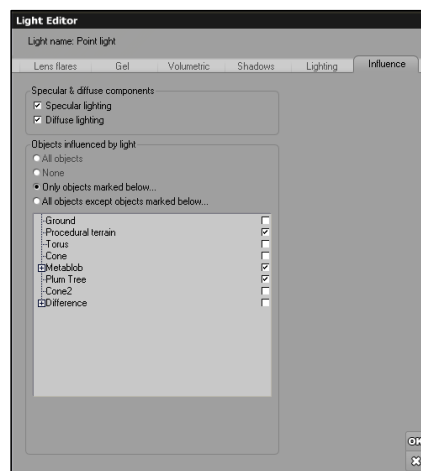 Light Editor
Light name: Point light
Lens flares Gel Volumetric Shadows Lighting Influence
Specular & diffuse components
Specular lighting
Diffuse lighting
Objects influenced by light
All objects
None
Only objects marked below...
All objects except objects marked below...
Ground
Procedural terrain
Torus
Cone
Metablob
Plum Tree
Cone2
Difference
OK